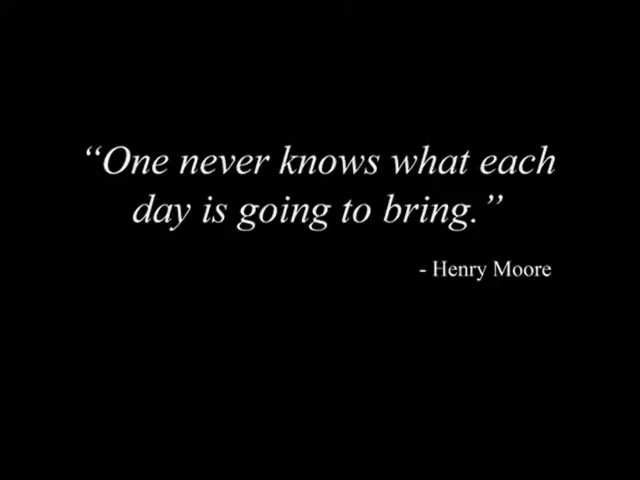 “One never knows what each
day is going to bring.”
- Henry Moore